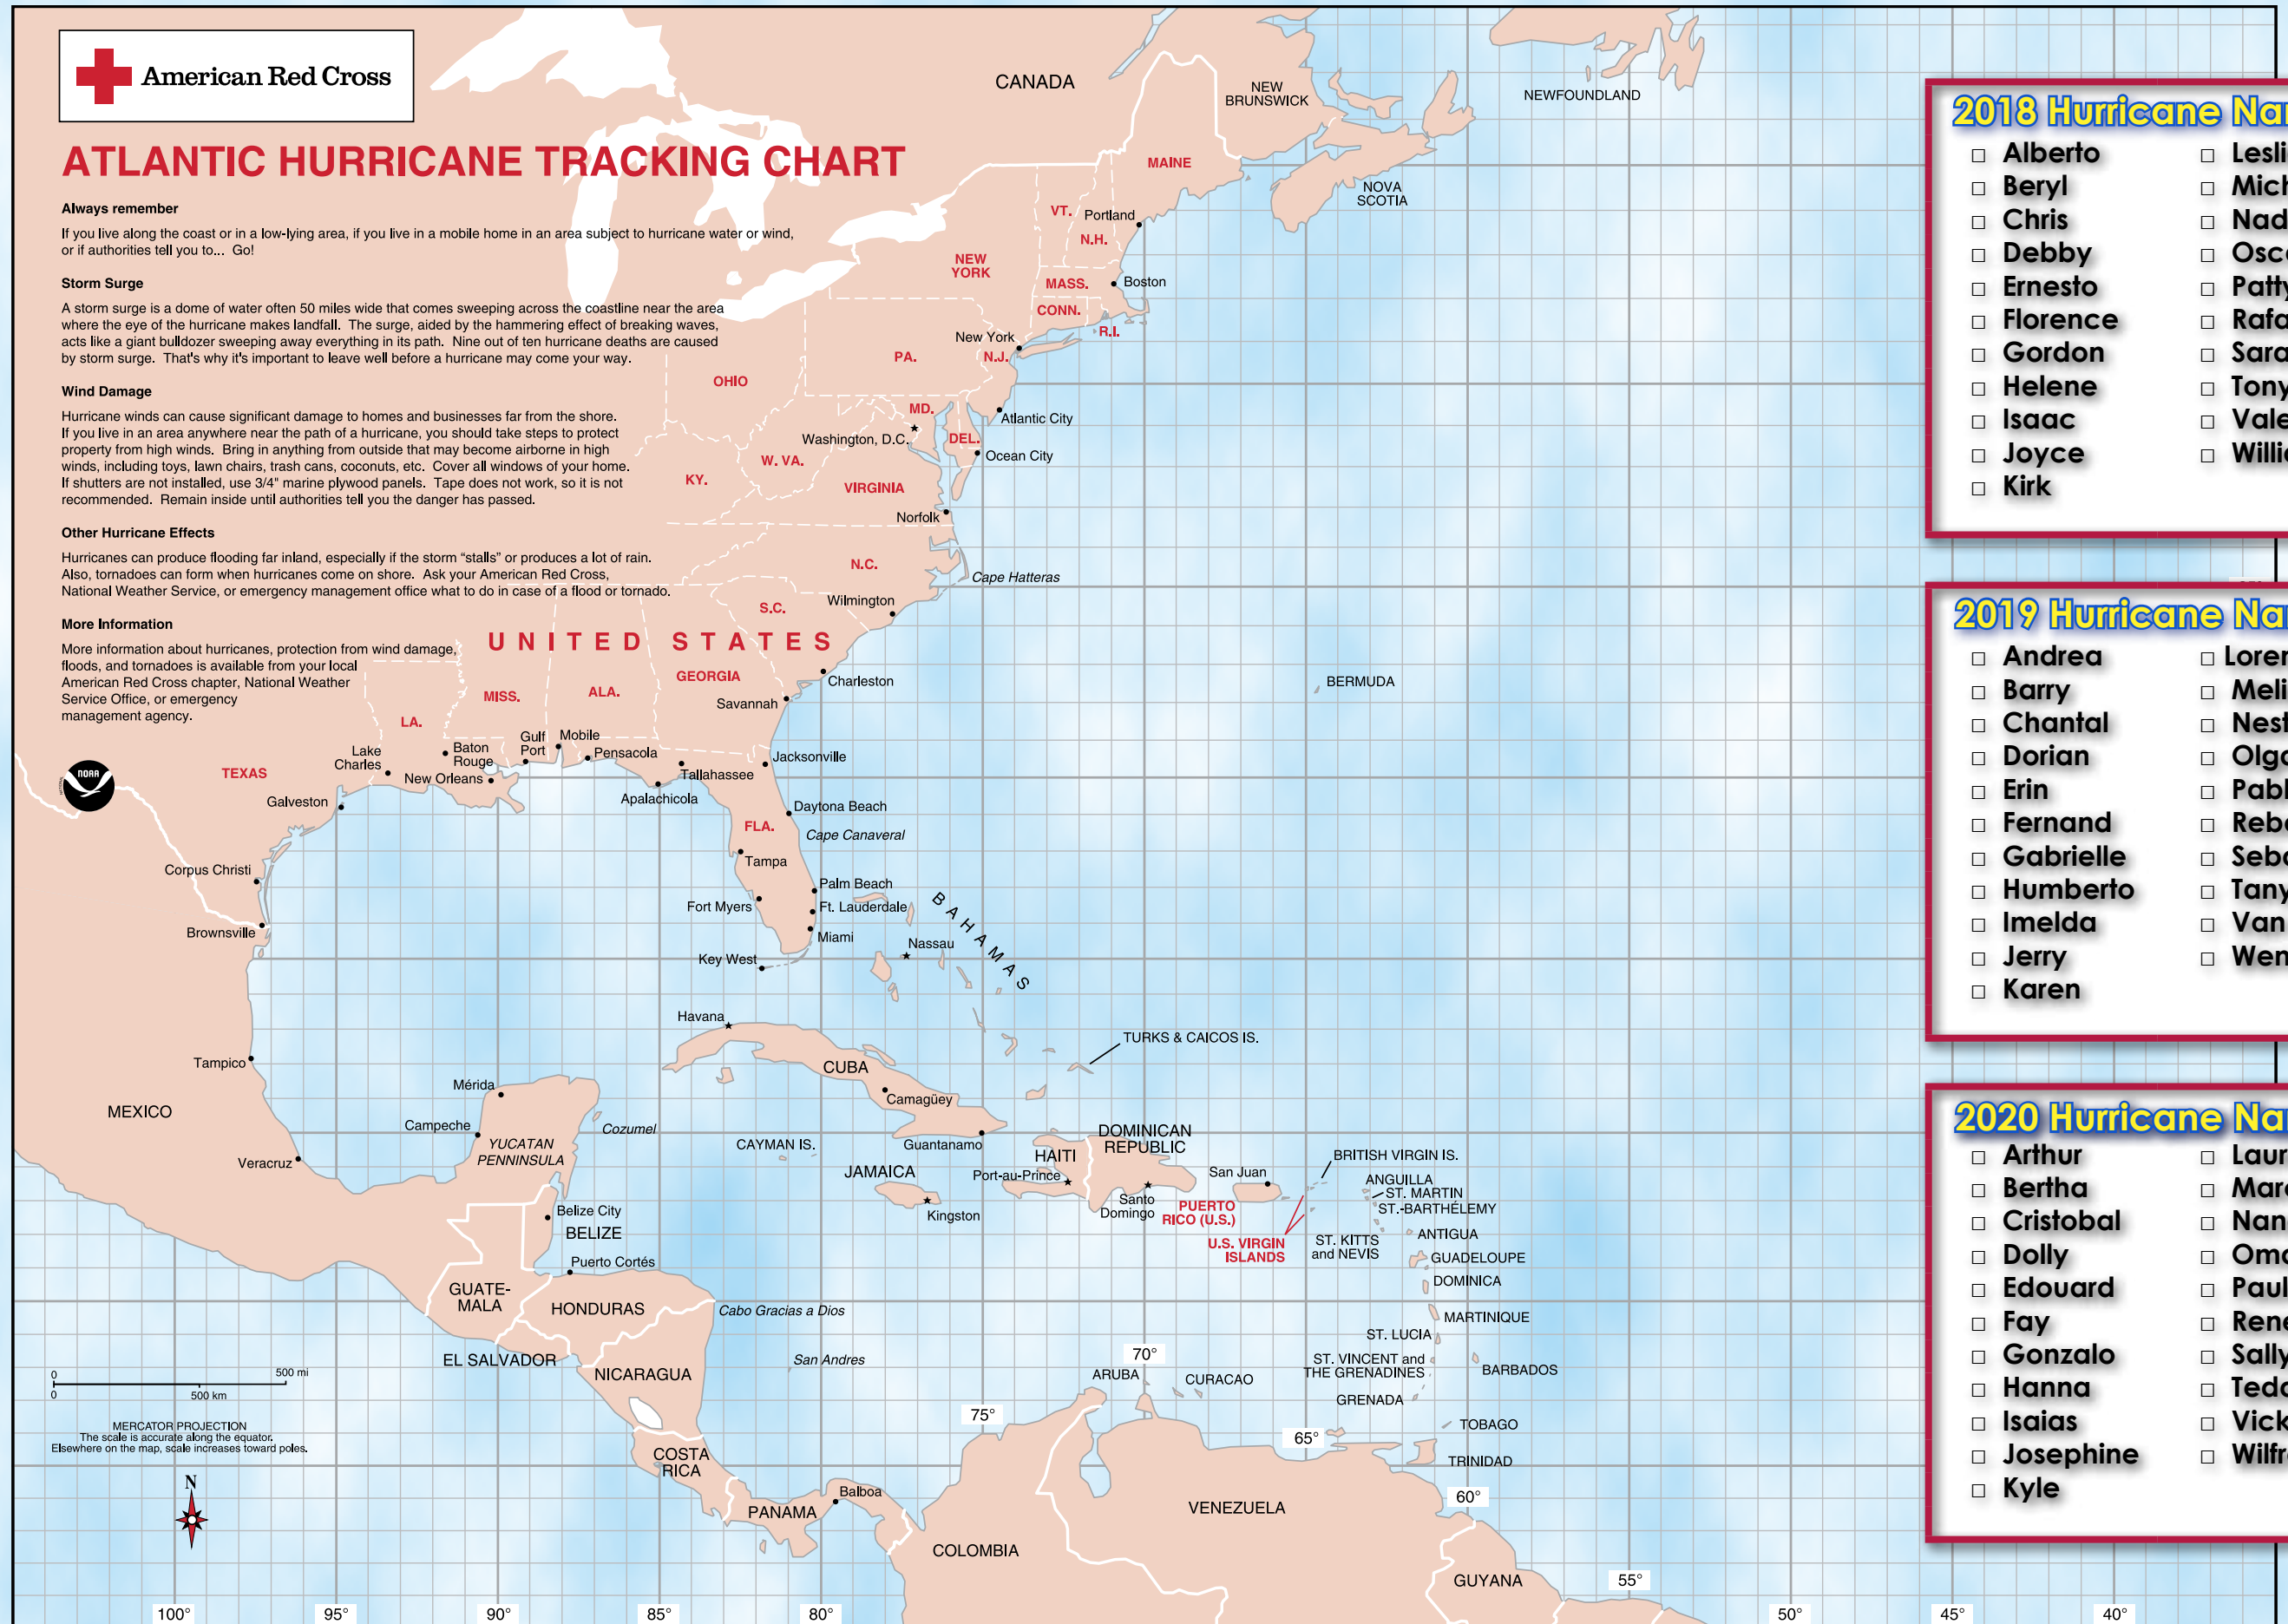 American Red Cross
ATLANTIC HURRICANE TRACKING CHART
Always remember
If you live along the coast or in a low-lying area, if you live in a mobile home in an area subject to hurricane water or wind,
or if authorities tell you to... Go!
Storm Surge
A storm surge is a dome of water often 50 miles wide that comes sweeping across the coastline near the area
where the eye of the hurricane makes landfall. The surge, aided by the hammering effect of breaking waves,
acts like a giant bulldozer sweeping away everything in its path. Nine out of ten hurricane deaths are caused
by storm surge. That's why it's important to leave well before a hurricane may come your way.
Wind Damage
Hurricane winds can cause significant damage to homes and businesses far from the shore.
If you live in an area anywhere near the path of a hurricane, you should take steps to protect
property from high winds. Bring in anything from outside that may become airborne in high
winds, including toys, lawn chairs, trash cans, coconuts, etc. Cover all windows of your home.
If shutters are not installed, use 3/4" marine plywood panels. Tape does not work, so it is not
recommended. Remain inside until authorities tell you the danger has passed.
Other Hurricane Effects
Hurricanes can produce flooding far inland, especially if the storm “stalls” or produces a lot of rain.
Also, tornadoes can form when hurricanes come on shore. Ask your American Red Cross,
National Weather Service, or emergency management office what to do in case of a flood or tornado.
More Information
More information about hurricanes, protection from wind damage,
floods, and tornadoes is available from your local
American Red Cross chapter, National Weather
Service Office, or emergency
management agency.
NOAA
CANADA
NEW
BRUNSWICK
NEWFOUNDLAND
MAINE
NOVA
SCOTIA
VT.
Portland
N.H.
NEW
YORK
MASS.
Boston
CONN.
R.I.
New York
N.J.
PA.
OHIO
MD.
Atlantic City
Washington, D.C.
DEL.
Ocean City
W. VA.
KY.
VIRGINIA
Norfolk
N.C.
Cape Hatteras
S.C.
Wilmington
UNITED STATES
GEORGIA
Charleston
BERMUDA
MISS.
ALA.
Savannah
LA.
Gulf
Port
Mobile
Lake
Charles
Baton
Rouge
Pensacola
Jacksonville
TEXAS
New Orleans
Tallahassee
Galveston
Apalachicola
Daytona Beach
FLA.
Cape Canaveral
Tampa
Corpus Christi
Palm Beach
Fort Myers
Ft. Lauderdale
Brownsville
Miami
BAHAMAS
Nassau
Key West
Havana
TURKS & CAICOS IS.
Tampico
CUBA
Mérida
Camagüey
MEXICO
Campeche
Cozumel
YUCATAN
PENNINSULA
CAYMAN IS.
Guantanamo
DOMINICAN
REPUBLIC
HAITI
Veracruz
JAMAICA
Port-au-Prince
San Juan
BRITISH VIRGIN IS.
ANGUILLA
ST. MARTIN
ST.-BARTHÉLEMY
Kingston
Santo
Domingo
PUERTO
RICO (U.S.)
Belize City
BELIZE
U.S. VIRGIN
ISLANDS
ST. KITTS
and NEVIS
ANTIGUA
GUADELOUPE
Puerto Cortés
DOMINICA
GUATE-
MALA
HONDURAS
Cabo Gracias a Dios
MARTINIQUE
ST. LUCIA
EL SALVADOR
San Andres
NICARAGUA
70°
ARUBA
CURACAO
ST. VINCENT and
THE GRENADINES
BARBADOS
GRENADA
75°
65°
TOBAGO
TRINIDAD
COSTA
RICA
Balboa
PANAMA
60°
VENEZUELA
COLOMBIA
GUYANA
55°
0
500 mi
0
500 km
MERCATOR PROJECTION
The scale is accurate along the equator.
Elsewhere on the map, scale increases toward poles.
N
100°
95°
90°
85°
80°
50°
45°
40°
2018 Hurricane
Alberto
Beryl
Chris
Debby
Ernesto
Florence
Gordon
Helene
Isaac
Joyce
Kirk
2019 Hurricane
Andrea
Barry
Chantal
Dorian
Erin
Fernand
Gabrielle
Humberto
Imelda
Jerry
Karen
2020 Hurricane
Arthur
Bertha
Cristobal
Dolly
Edouard
Fay
Gonzalo
Hanna
Isaias
Josephine
Kyle